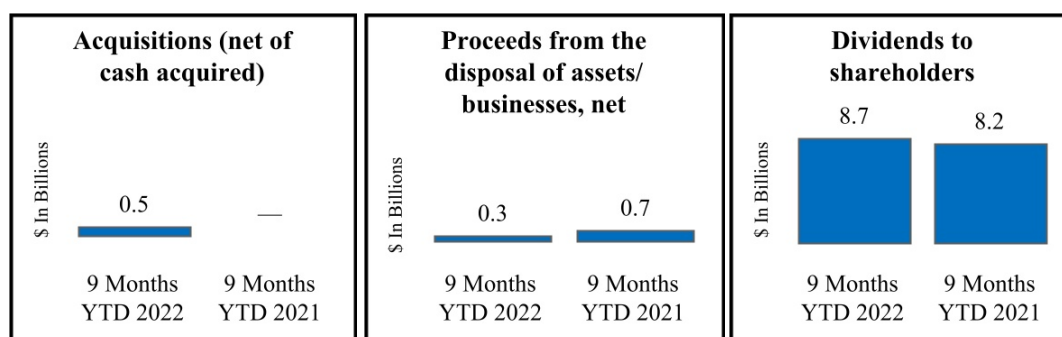 Acquisitions (net of
cash acquired)
$ In Billions
0.5
—
9 Months
YTD 2022
9 Months
YTD 2021
Proceeds from the
disposal of assets/
businesses, net
$ In Billions
0.3
0.7
9 Months
YTD 2022
9 Months
YTD 2021
Dividends to
shareholders
$ In Billions
8.7
8.2
9 Months
YTD 2022
9 Months
YTD 2021